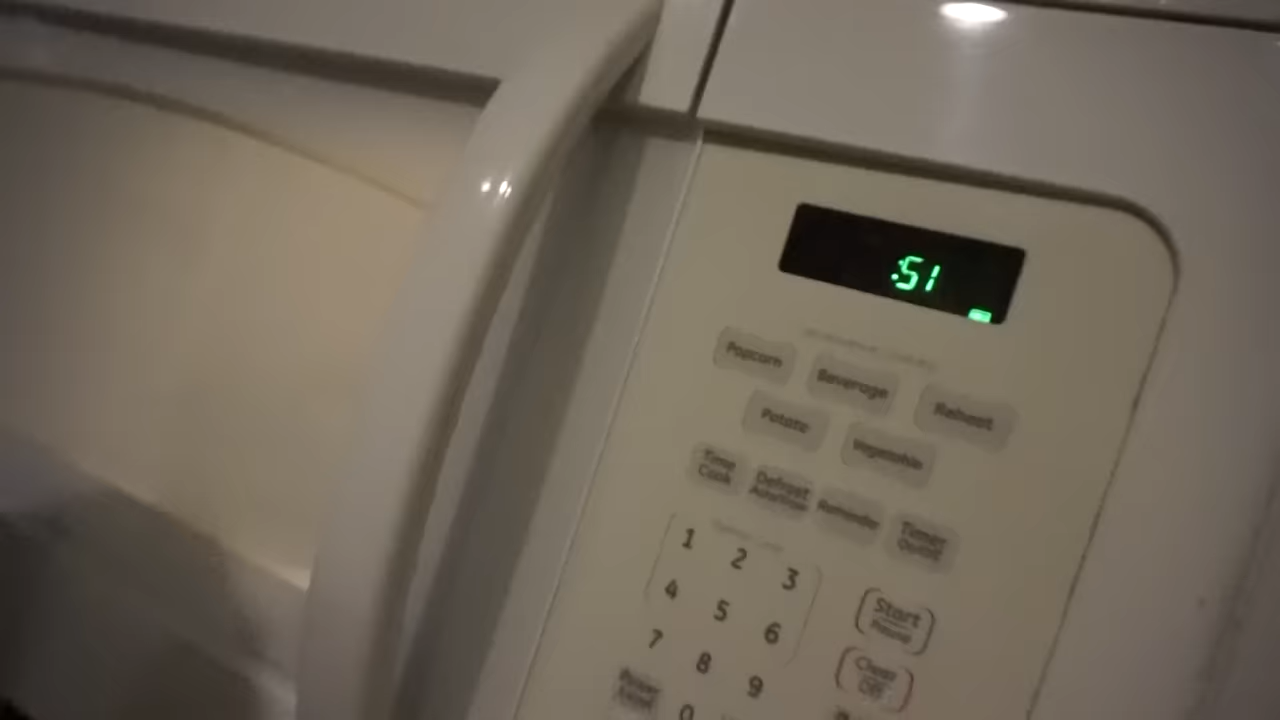 :51
Popcorn
Beverage
Reheat
Potato
Vegetable
Time
Cook
Defrost
Auto/Time
Reminder
Timer
On/Off
1
2
3
4
5
6
Start
Pause
7
8
9
Clear
Off
Power
Level
0